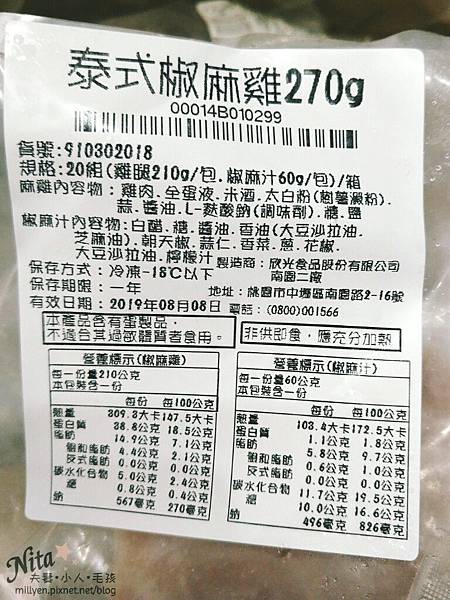 泰式椒麻雞270g
00014B010299
貨號:910302018
規格:20組(雞腿210g/包.椒麻汁60g/包)/箱
麻雞內容物:雞肉.全蛋液.米酒.太白粉(樹薯澱粉).
蒜.醬油.L-麩酸鈉(調味劑).糖.鹽
椒麻汁內容物:白醋.糖.醬油.香油(大豆沙拉油.
芝麻油).朝天椒.蒜仁.香菜.蔥.花椒.
大豆沙拉油.檸檬汁 製造商:欣光食品股份有限公司
南園二廠
保存方式:冷凍-18℃以下
保存期限:一年 地址:桃園市中壢區南園路2-16號
有效日期:2019年08月08日 電話:(0800)001566
本產品含有蛋製品,
不適合其過敏體質者食用。
非供即食,應充分加熱
營養標示(椒麻雞)
每一份量210公克
本包裝含一份
每份 每100公克
熱量 309.3大卡 147.5大卡
蛋白質 38.8公克 18.5公克
脂肪 14.9公克 7.1公克
飽和脂肪 4.4公克 2.1公克
反式脂肪 0.0公克 0.0公克
碳水化合物 5.0公克 2.4公克
糖 0.8公克 0.4公克
鈉 567毫克 270毫克
營養標示(椒麻汁)
每一份量60公克
本包裝含一份
每份 每100公克
熱量 103.4大卡 172.5大卡
蛋白質 1.1公克 1.8公克
脂肪 5.8公克 9.7公克
飽和脂肪 0.6公克 1.0公克
反式脂肪 0.0公克 0.0公克
碳水化合物 11.7公克 19.5公克
糖 10.0公克 16.6公克
鈉 496毫克 826毫克
Nita
夫妻•小人•毛孩
millyen.pixnet.net/blog